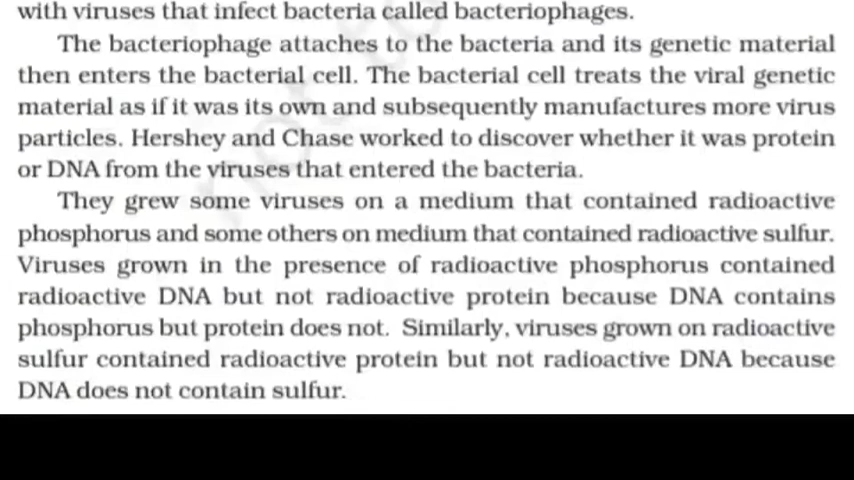 with viruses that infect bacteria called bacteriophages.
The bacteriophage attaches to the bacteria and its genetic material
then enters the bacterial cell. The bacterial cell treats the viral genetic
material as if it was its own and subsequently manufactures more virus
particles. Hershey and Chase worked to discover whether it was protein
or DNA from the viruses that entered the bacteria.
They grew some viruses on a medium that contained radioactive
phosphorus and some others on medium that contained radioactive sulfur.
Viruses grown in the presence of radioactive phosphorus contained
radioactive DNA but not radioactive protein because DNA contains
phosphorus but protein does not. Similarly, viruses grown on radioactive
sulfur contained radioactive protein but not radioactive DNA because
DNA does not contain sulfur.
not to